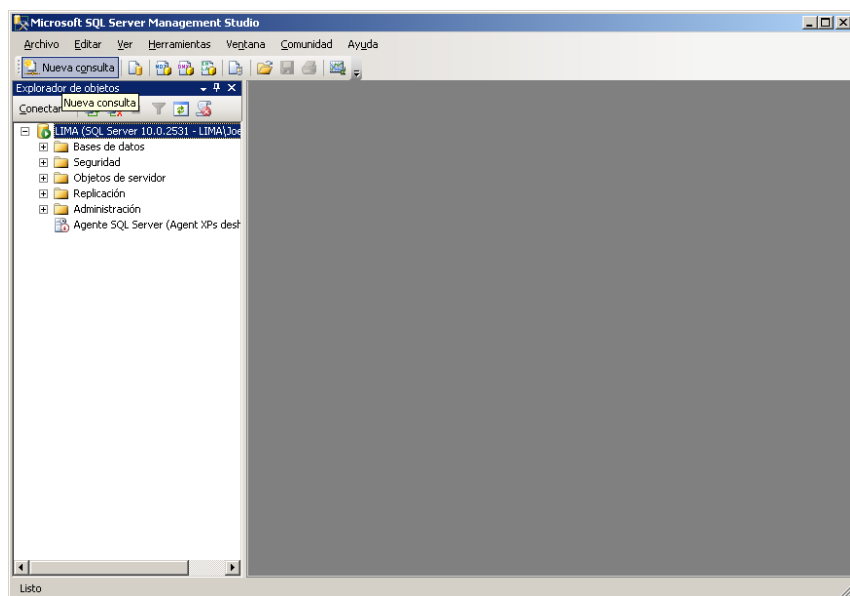 Microsoft SQL Server Management Studio
Archivo Editar Ver Herramientas Ventana Comunidad Ayuda
Nueva consulta
Explorador de objetos
Conectar
Nueva consulta
LIMA (SQL Server 10.0.2531 - LIMA\Joe
Bases de datos
Seguridad
Objetos de servidor
Replicación
Administración
Agente SQL Server (Agent XPs desh
Listo